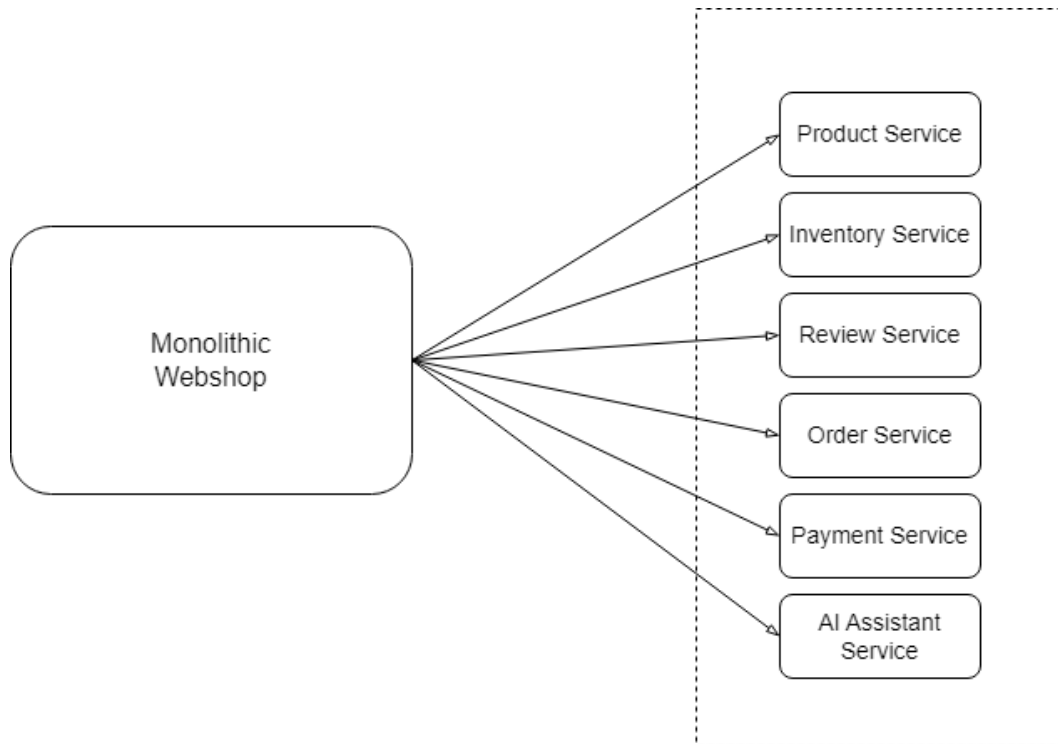 Monolithic
Webshop
Product Service
Inventory Service
Review Service
Order Service
Payment Service
AI Assistant
Service